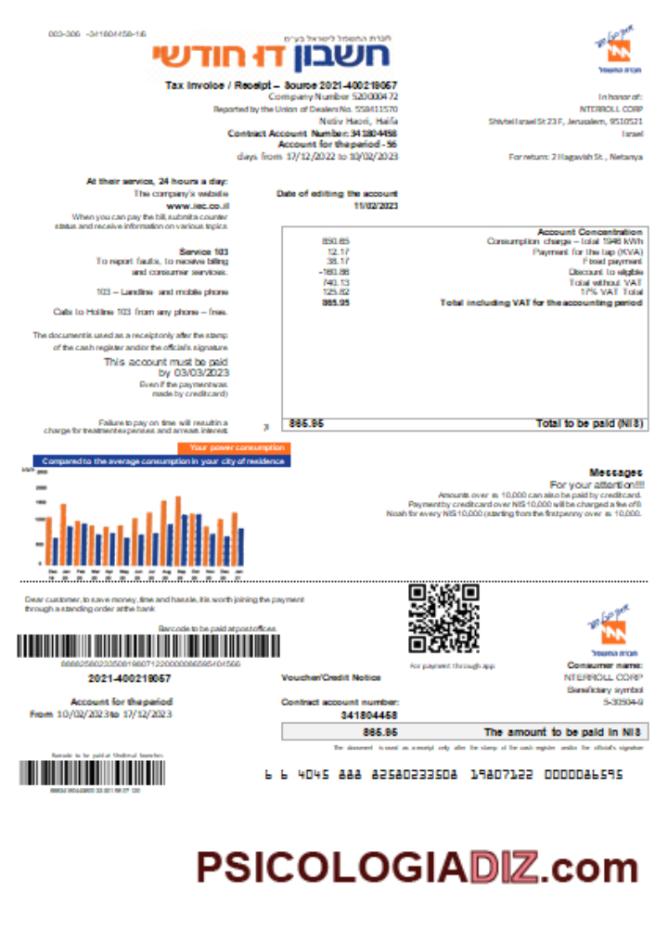 003-306 -341804458-1/6
חברת החשמל לישראל בע״מ
חשבון דו חודשי
חברת החשמל
Tax Invoice / Receipt – Source 2021-400219057
Company Number 520000472
Reported by the Union of Dealers No. 559411570
Netiv Haori, Haifa
Contract Account Number: 341804458
Account for the period - 56
days from 17/12/2022 to 10/02/2023
In honor of:
NTERROLL CORP
Shivtei Israel St 23 F, Jerusalem, 9510521
Israel
For return: 2 Hagavish St., Netanya
At their service, 24 hours a day:
The company's website
www.iec.co.il
When you can pay the bill, submit a counter
status and receive information on various topics
Date of editing the account
11/02/2023
Service 103
To report faults, to receive billing
and consumer services.
103 – Landline and mobile phone
Calls to Hotline 103 from any phone – free.
The document is used as a receipt only after the stamp
of the cash register and/or the official's signature
This account must be paid
by 03/03/2023
Even if the payment was
made by credit card)
Failure to pay on time will result in a
charge for treatment expenses and arrears interest.
Account Concentration
850.65 Consumption charge – total 1946 kWh
12.17 Payment for the tap (KVA)
38.17 Fixed payment
-160.86 Discount to eligible
740.13 Total without VAT
125.82 17% VAT Total
865.95 Total including VAT for the accounting period
865.95 Total to be paid (NIS)
Your power consumption
Compared to the average consumption in your city of residence
Messages
For your attention!!!!
Amounts over ₪ 10,000 can also be paid by credit card.
Payment by credit card over NIS 10,000 will be charged a fee of 8
Noah for every NIS 10,000 (starting from the first penny over ₪ 10,000.
Dear customer, to save money, time and hassle, it is worth joining the payment
through a standing order at the bank
Barcode to be paid at post offices
2021-400219057
Account for the period
From 10/02/2023 to 17/12/2023
For payment through app
Voucher/Credit Notice
Contract account number:
341804458
חברת החשמל
Consumer name:
NTERROLL CORP
Beneficiary symbol
5-30504-9
865.95 The amount to be paid in NIS
The document is used as a receipt only after the stamp of the cash register and/or the official's signature
6 6 4045 888 82580233508 19807122 0000086595
PSICOLOGIADIZ.com